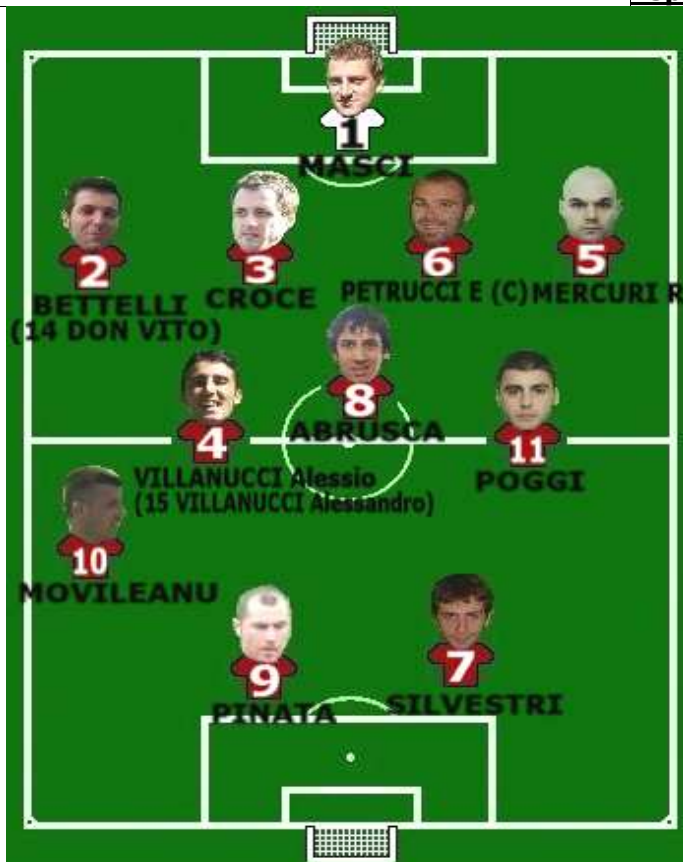 1
MASCI
2
3
6
5
BETTELLI
(14 DON VITO)
CROCE
PETRUCCI E (C)
MERCURI R
8
ABRUSCA
4
11
VILLANUCCI Alessio
(15 VILLANUCCI Alessandro)
POGGI
10
MOVILEANU
9
PINATA
7
SILVESTRI